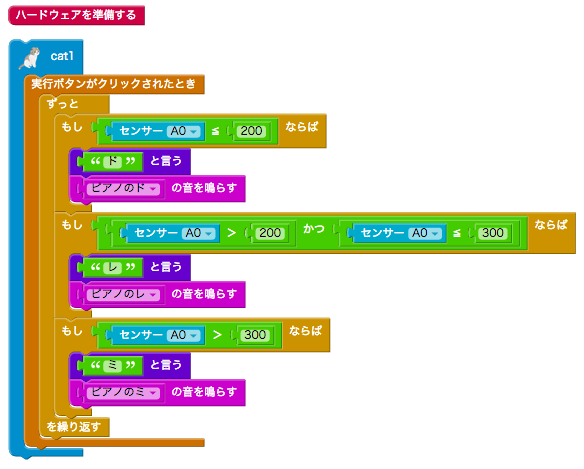 ハードウェアを準備する
cat1
実行ボタンがクリックされたとき
ずっと
もし センサー A0 ≦ 200 ならば
“ド” と言う
ピアノのド の音を鳴らす
もし センサー A0 > 200 かつ センサー A0 ≦ 300 ならば
“レ” と言う
ピアノのレ の音を鳴らす
もし センサー A0 > 300 ならば
“ミ” と言う
ピアノのミ の音を鳴らす
を繰り返す